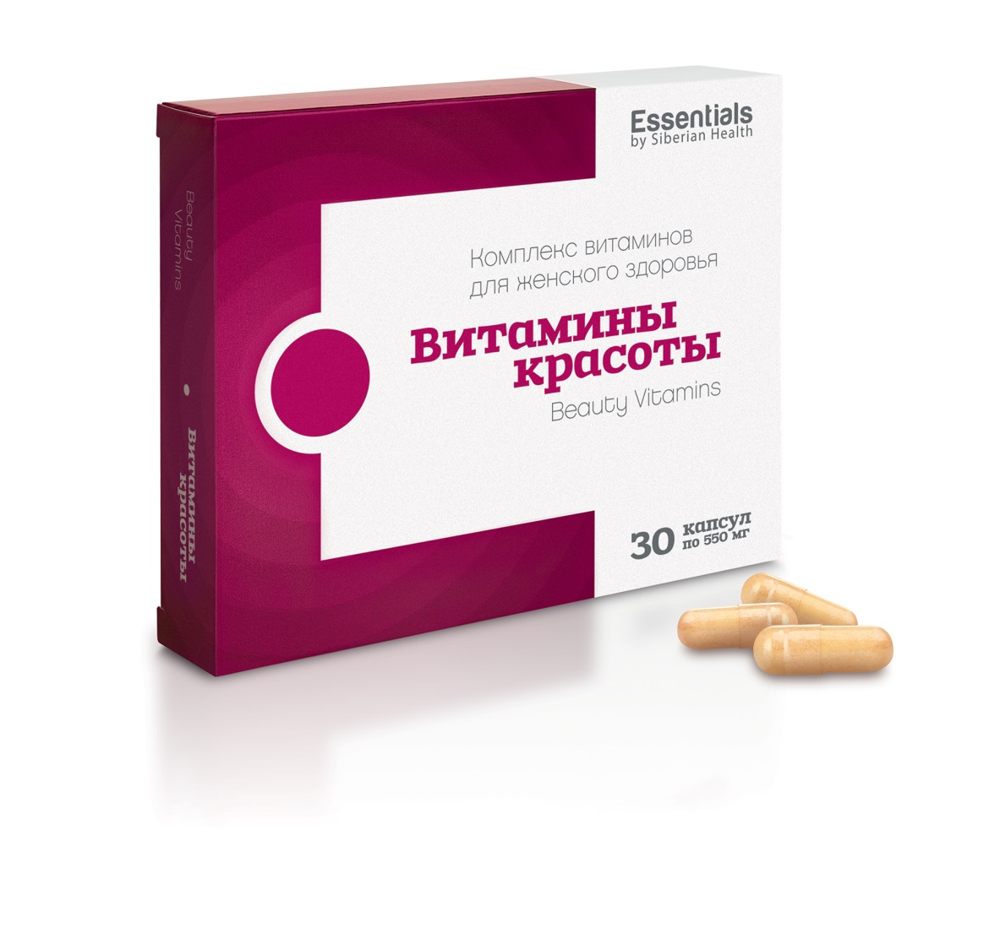 Essentials
by Siberian Health
Комплекс витаминов
для женского здоровья
Витамины
красоты
Beauty Vitamins
30 капсул
по 550 мг
Beauty
Vitamins
Витамины
красоты